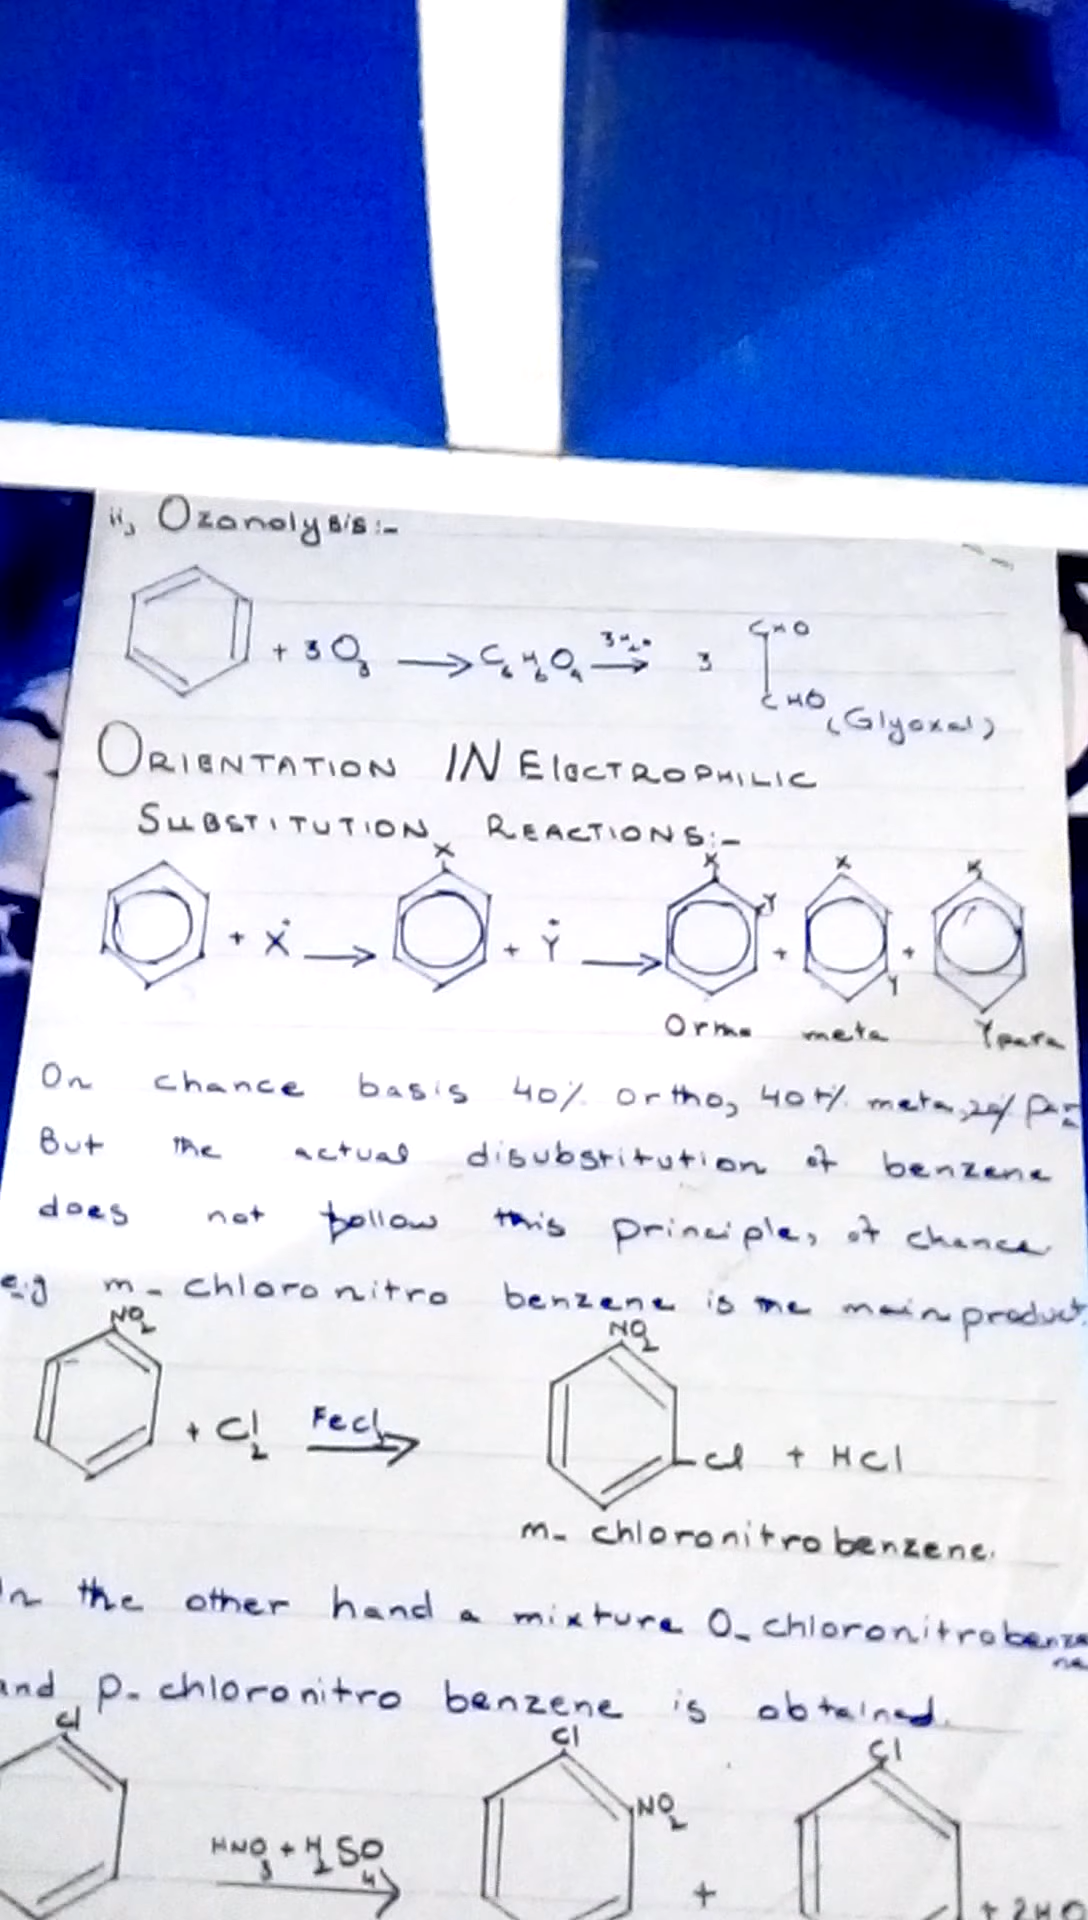 ii, Ozonolysis:-
+ 3O3 → C6H6O9 3H2O → 3 CHO
CHO (Glyoxal)
ORIENTATION IN ElECTROPHILIC
SUBSTITUTION REACTIONS:-
X X X X
+ X → + Y → Y + +
Y
Ortho meta Y para
On chance basis 40% ortho, 40% meta, 20% Para
But the actual disubstitution of benzene
does not follow this principle, of chance
e.g m- chloro nitro benzene is the main product.
NO2 NO2
+ Cl2 FeCl3 → Cl + HCl
m- chloronitrobenzene.
the other hand a mixture O- chloronitrobenzene
and p- chloronitro benzene is obtained.
Cl Cl Cl
NO2
HNO3 + H2SO4 → + + 2H2O